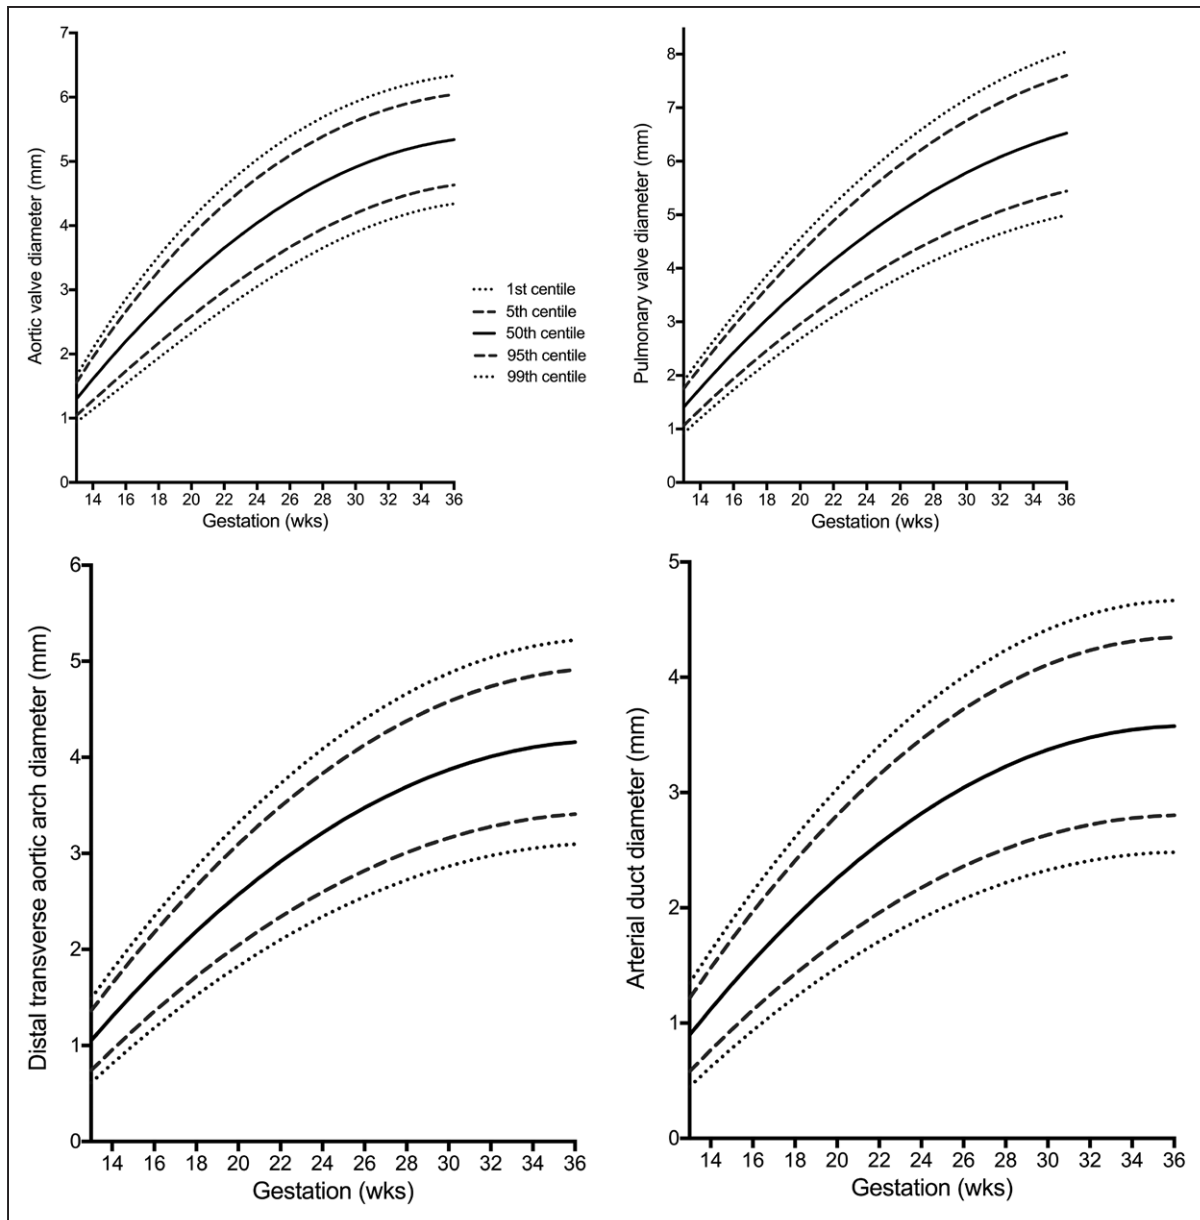 Aortic valve diameter (mm)
7
6
5
4
3
2
1
0
14 16 18 20 22 24 26 28 30 32 34 36
Gestation (wks)
1st centile
5th centile
50th centile
95th centile
99th centile
Pulmonary valve diameter (mm)
8
7
6
5
4
3
2
1
0
14 16 18 20 22 24 26 28 30 32 34 36
Gestation (wks)
Distal transverse aortic arch diameter (mm)
6
5
4
3
2
1
0
14 16 18 20 22 24 26 28 30 32 34 36
Gestation (wks)
Arterial duct diameter (mm)
5
4
3
2
1
0
14 16 18 20 22 24 26 28 30 32 34 36
Gestation (wks)